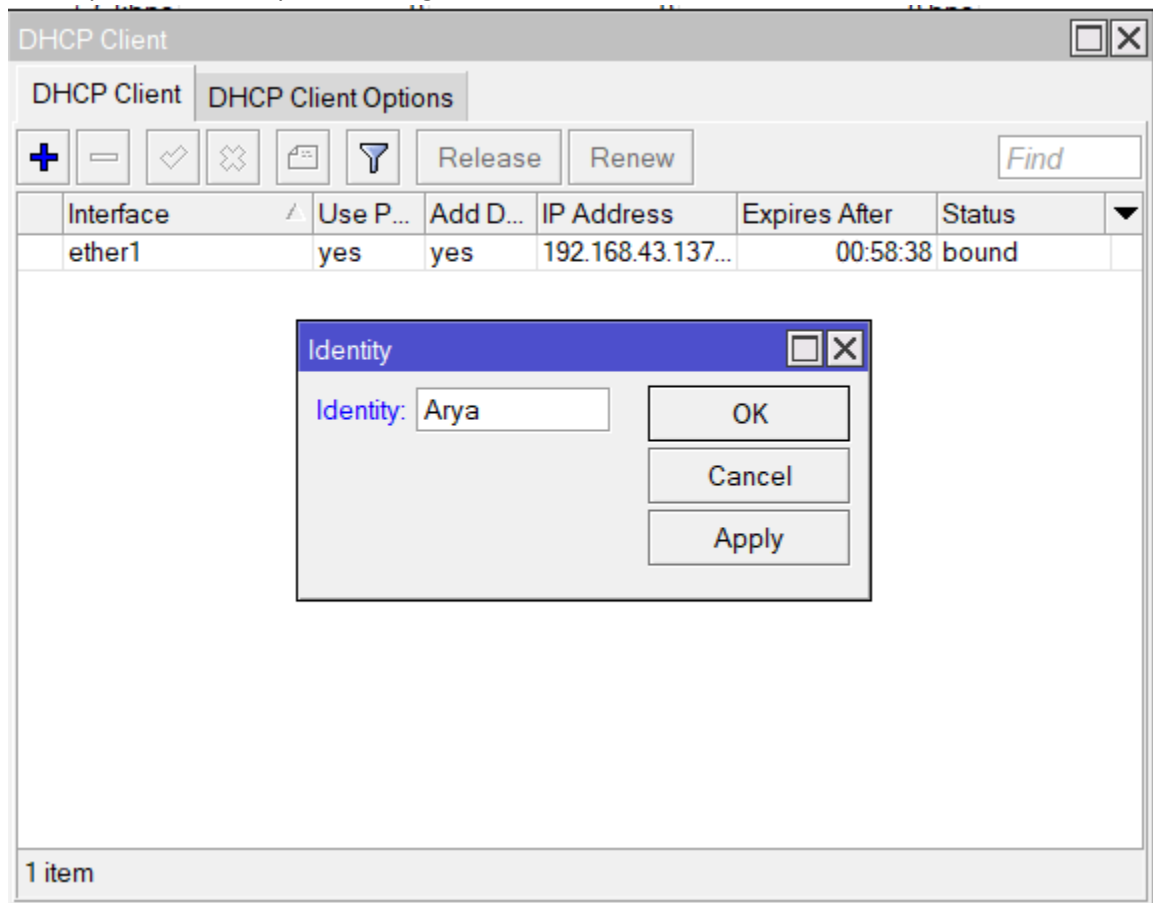 DHCP Client
DHCP Client DHCP Client Options
Release Renew Find
Interface Use P... Add D... IP Address Expires After Status
ether1 yes yes 192.168.43.137... 00:58:38 bound
Identity
Identity: Arya OK
Cancel
Apply
1 item